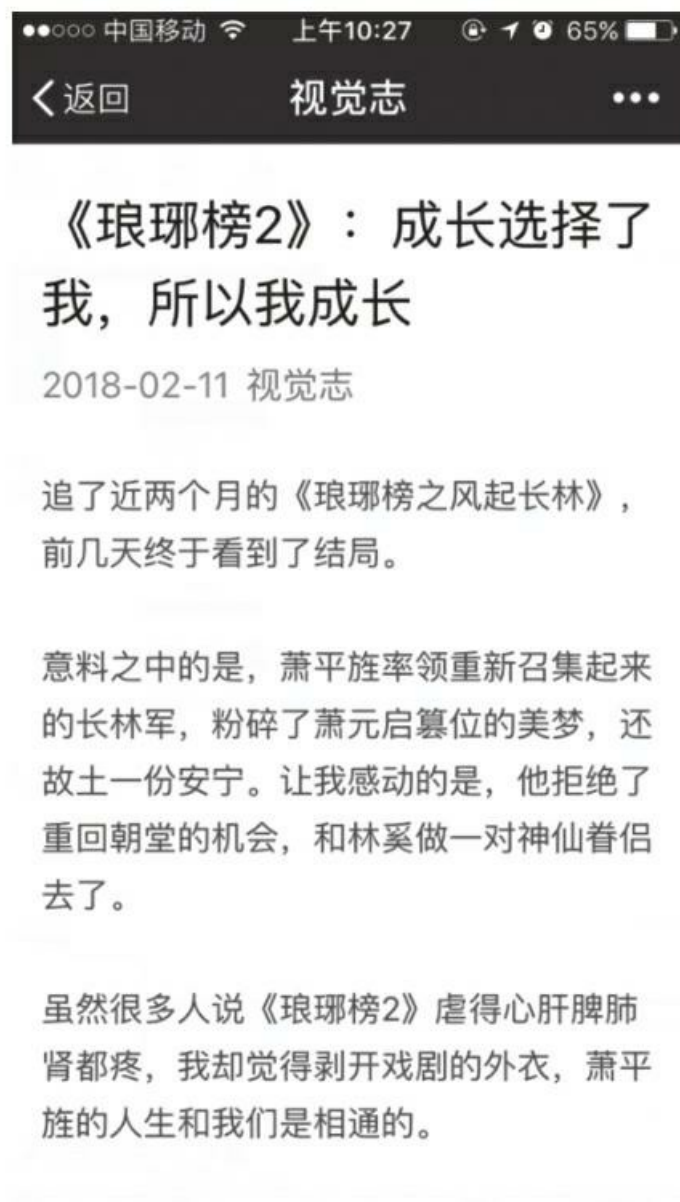 中国移动 上午10:27 65%
返回 视觉志
《琅琊榜2》：成长选择了
我，所以我成长
2018-02-11 视觉志
追了近两个月的《琅琊榜之风起长林》，
前几天终于看到了结局。
意料之中的是，萧平旌率领重新召集起来
的长林军，粉碎了萧元启篡位的美梦，还
故土一份安宁。让我感动的是，他拒绝了
重回朝堂的机会，和林奚做一对神仙眷侣
去了。
虽然很多人说《琅琊榜2》虐得心肝脾肺
肾都疼，我却觉得剥开戏剧的外衣，萧平
旌的人生和我们是相通的。